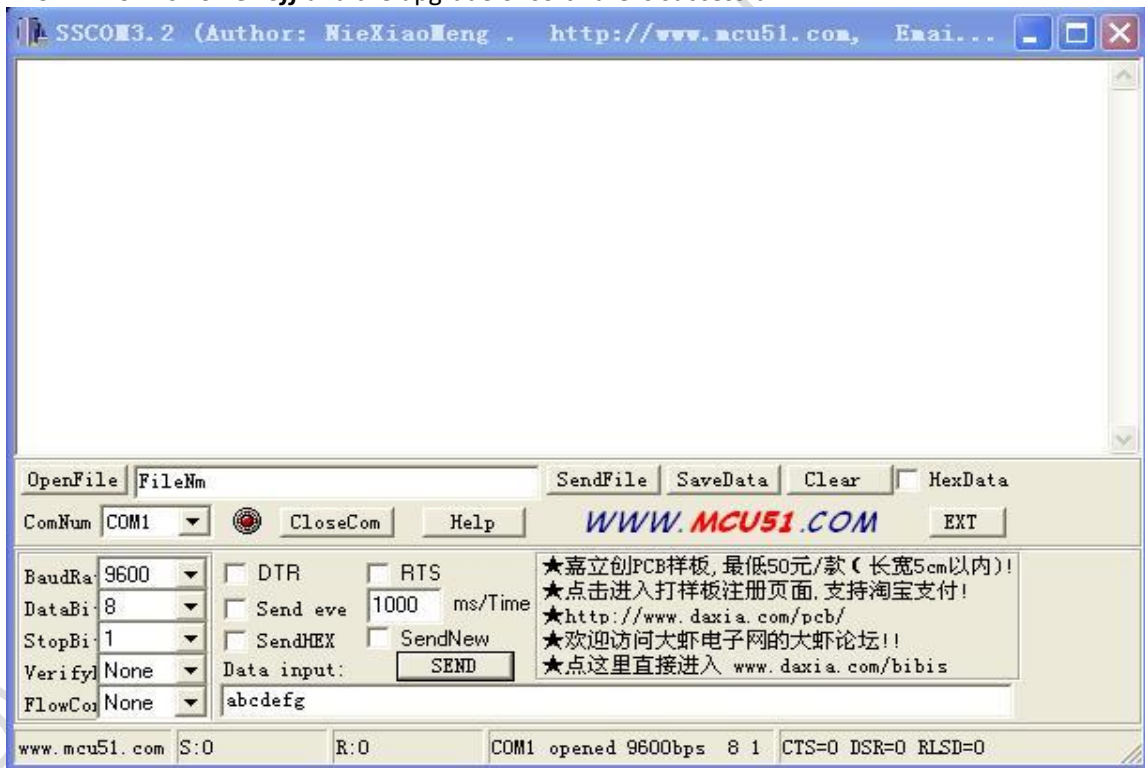 SSCOM3.2 (Author: NieXiaoMeng . http://www.mcu51.com, Emai...
OpenFile FileNm SendFile SaveData Clear HexData
ComNum COM1 CloseCom Help WWW.MCU51.COM EXT
BaudRa 9600 DTR RTS
DataBi 8 Send eve 1000 ms/Time
StopBi 1 SendHEX SendNew
Verify None Data input: SEND
FlowCo None abcdefg
★嘉立创PCB样板,最低50元/款(长宽5cm以内)!
★点击进入打样板注册页面,支持淘宝支付!
★http://www.daxia.com/pcb/
★欢迎访问大虾电子网的大虾论坛!!
★点这里直接进入 www.daxia.com/bibis
www.mcu51.com S:0 R:0 COM1 opened 9600bps 8 1 CTS=0 DSR=0 RLSD=0